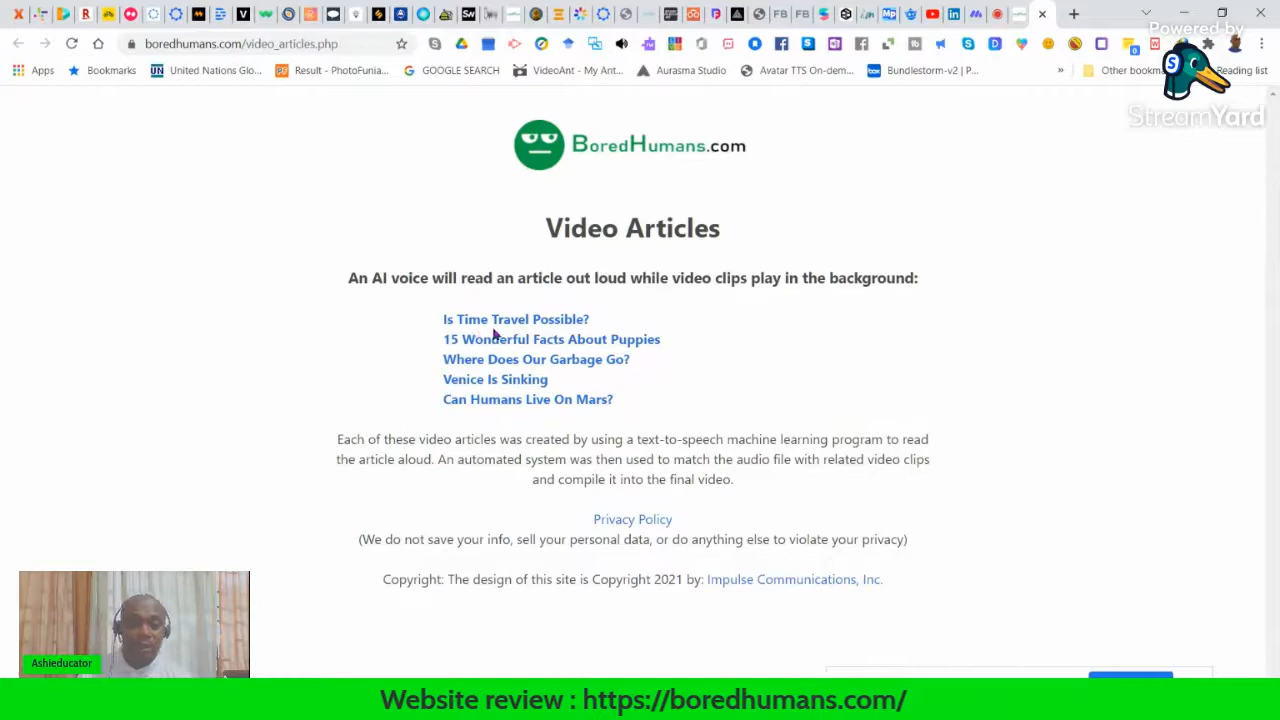 boredhumans.com/video_articles.php
Powered by
StreamYard
Apps
Bookmarks
United Nations Glo...
Result - PhotoFunia...
GOOGLE SEARCH
VideoAnt - My Ant...
Aurasma Studio
Avatar TTS On-dem...
Bundlestorm-v2 | P...
»
Other bookma
Reading list
BoredHumans.com
Video Articles
An AI voice will read an article out loud while video clips play in the background:
Is Time Travel Possible?
15 Wonderful Facts About Puppies
Where Does Our Garbage Go?
Venice Is Sinking
Can Humans Live On Mars?
Each of these video articles was created by using a text-to-speech machine learning program to read
the article aloud. An automated system was then used to match the audio file with related video clips
and compile it into the final video.
Privacy Policy
(We do not save your info, sell your personal data, or do anything else to violate your privacy)
Copyright: The design of this site is Copyright 2021 by: Impulse Communications, Inc.
Ashieducator
Website review : https://boredhumans.com/